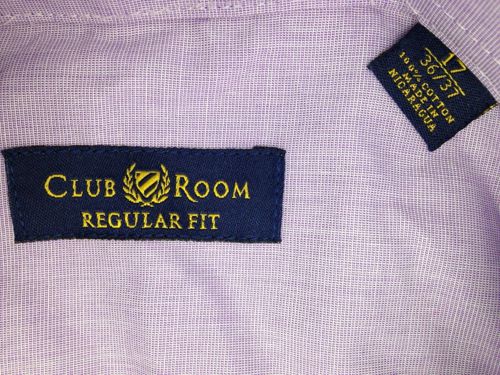 CLUB ROOM
REGULAR FIT
17
36/37
100% COTTON
MADE IN
NICARAGUA